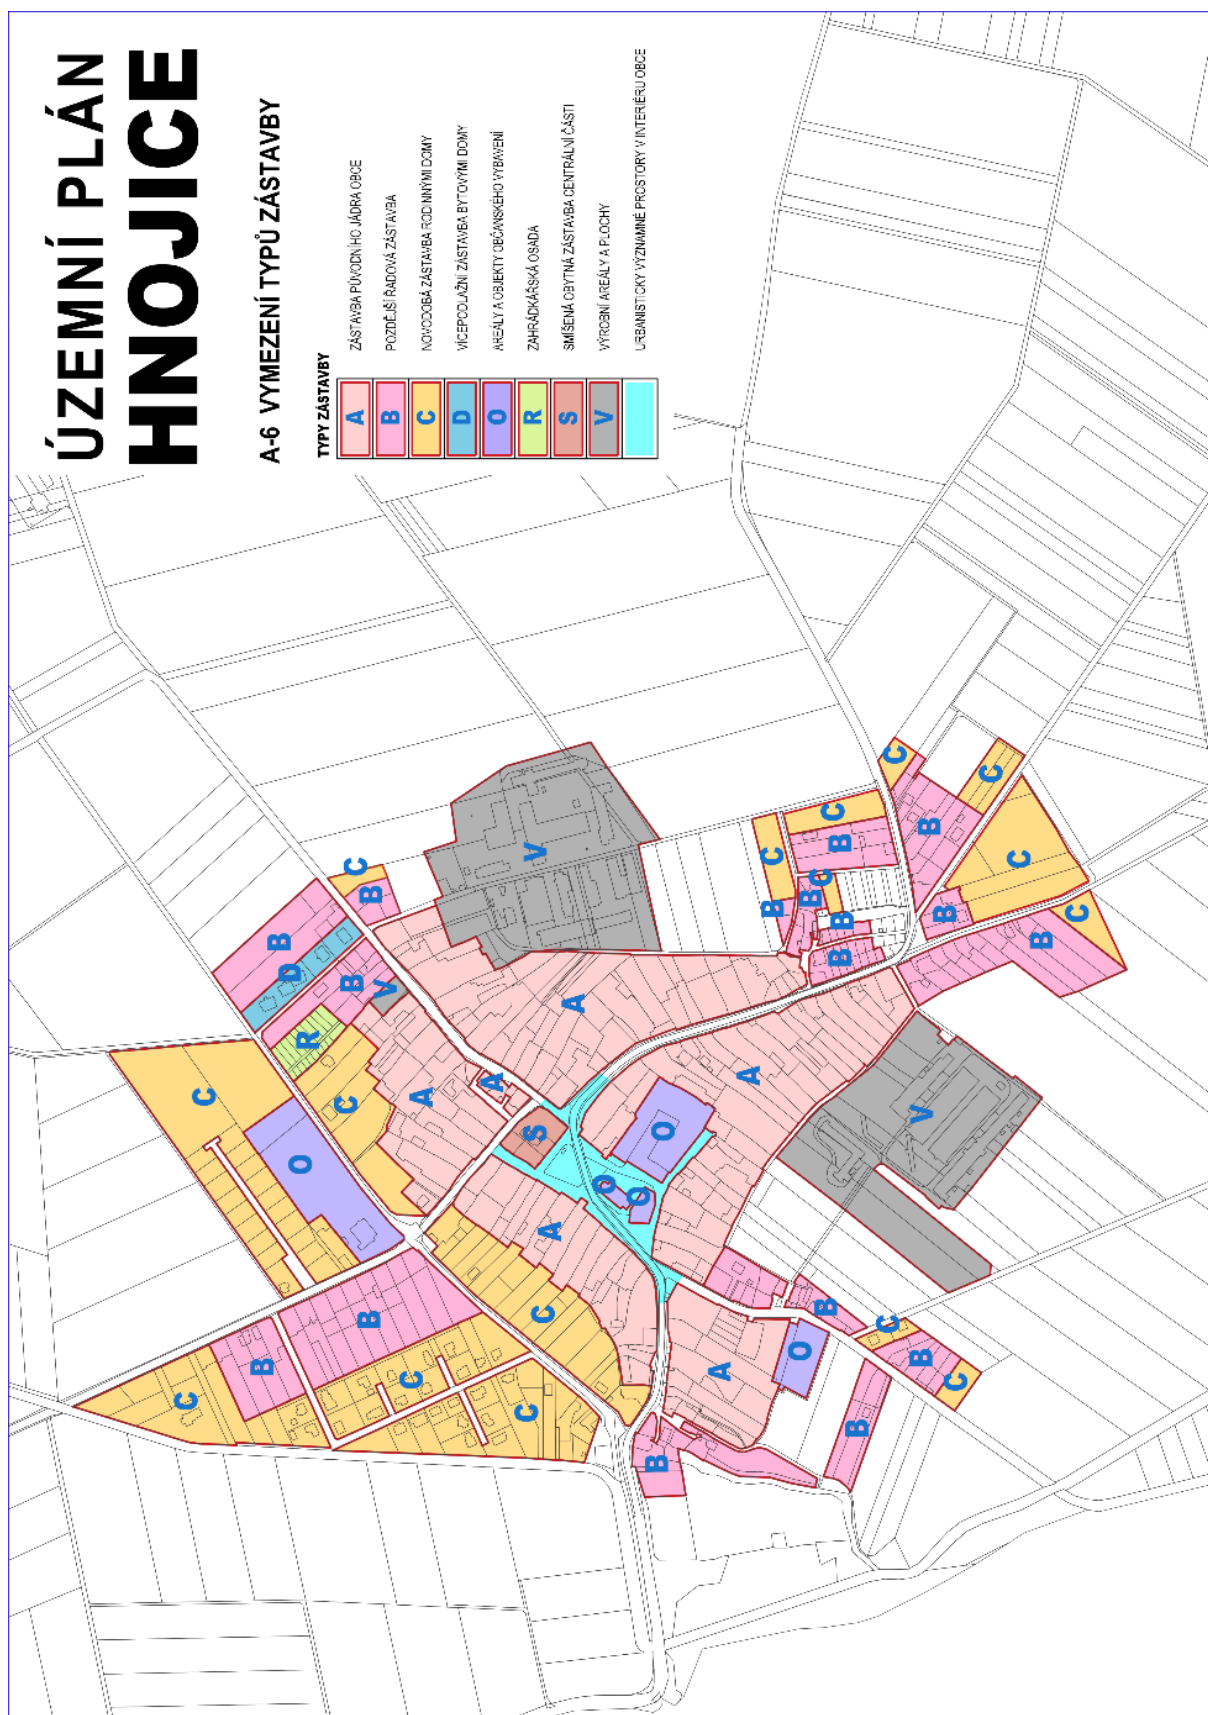 ÚZEMNÍ PLÁN
HNOJICE
A-6 VYMEZENÍ TYPŮ ZÁSTAVBY
TYPY ZÁSTAVBY
A ZÁSTAVBA PŮVODNÍHO JÁDRA OBCE
B POZDĚJŠÍ ŘADOVÁ ZÁSTAVBA
C NOVODOBÁ ZÁSTAVBA RODINNÝMI DOMY
D VÍCEPODLAŽNÍ ZÁSTAVBA BYTOVÝMI DOMY
O AREÁLY A OBJEKTY OBČANSKÉHO VYBAVENÍ
R ZAHRÁDKÁŘSKÁ OSADA
S SMÍŠENÁ OBYTNÁ ZÁSTAVBA CENTRÁLNÍ ČÁSTI
V VÝROBNÍ AREÁLY A PLOCHY
URBANISTICKY VÝZNAMNÉ PROSTORY V INTERIÉRU OBCE
C
B
B
D
B
V
R
C
C
O
A
A
S
A
V
A
C
B
B
C
C
C
O
O
O
A
V
C
C
B
B
C
B
B
C
B
C
B
C
B
C
B
A
O
B
C
B
C
B
B